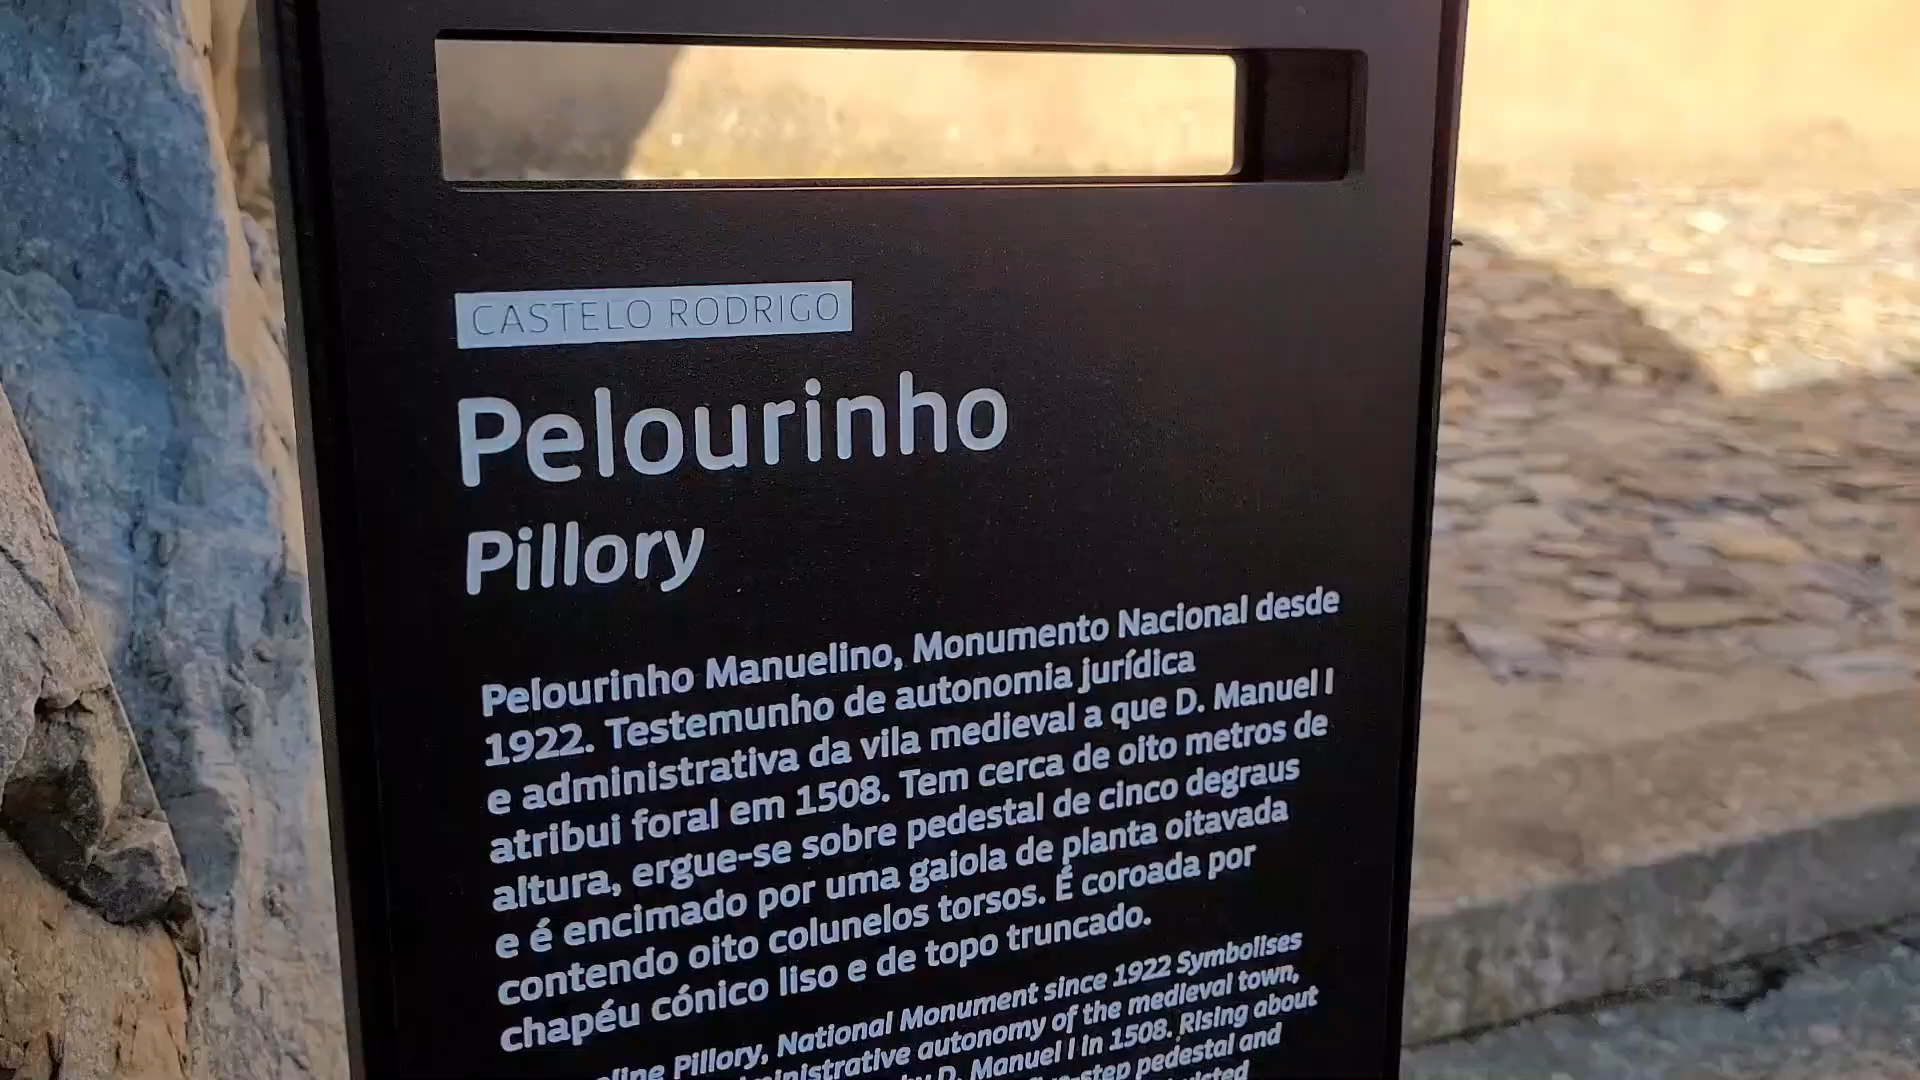 CASTELO RODRIGO
Pelourinho
Pillory
Pelourinho Manuelino, Monumento Nacional desde
1922. Testemunho de autonomia jurídica
e administrativa da vila medieval a que D. Manuel I
atribui foral em 1508. Tem cerca de oito metros de
altura, ergue-se sobre pedestal de cinco degraus
e é encimado por uma gaiola de planta oitavada
contendo oito colunelos torsos. É coroada por
chapéu cónico liso e de topo truncado.
Pillory, National Monument since 1922 Symbolises
autonomy of the medieval town,
D. Manuel I in 1508. Rising about
pedestal and